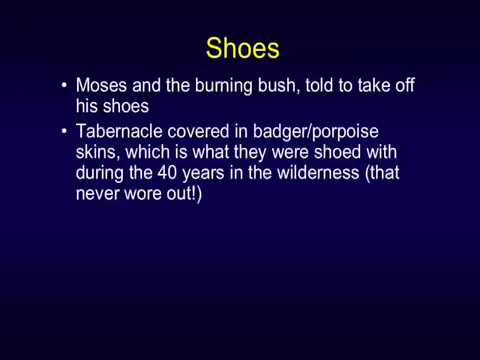 Shoes
• Moses and the burning bush, told to take off
his shoes
• Tabernacle covered in badger/porpoise
skins, which is what they were shoed with
during the 40 years in the wilderness (that
never wore out!)